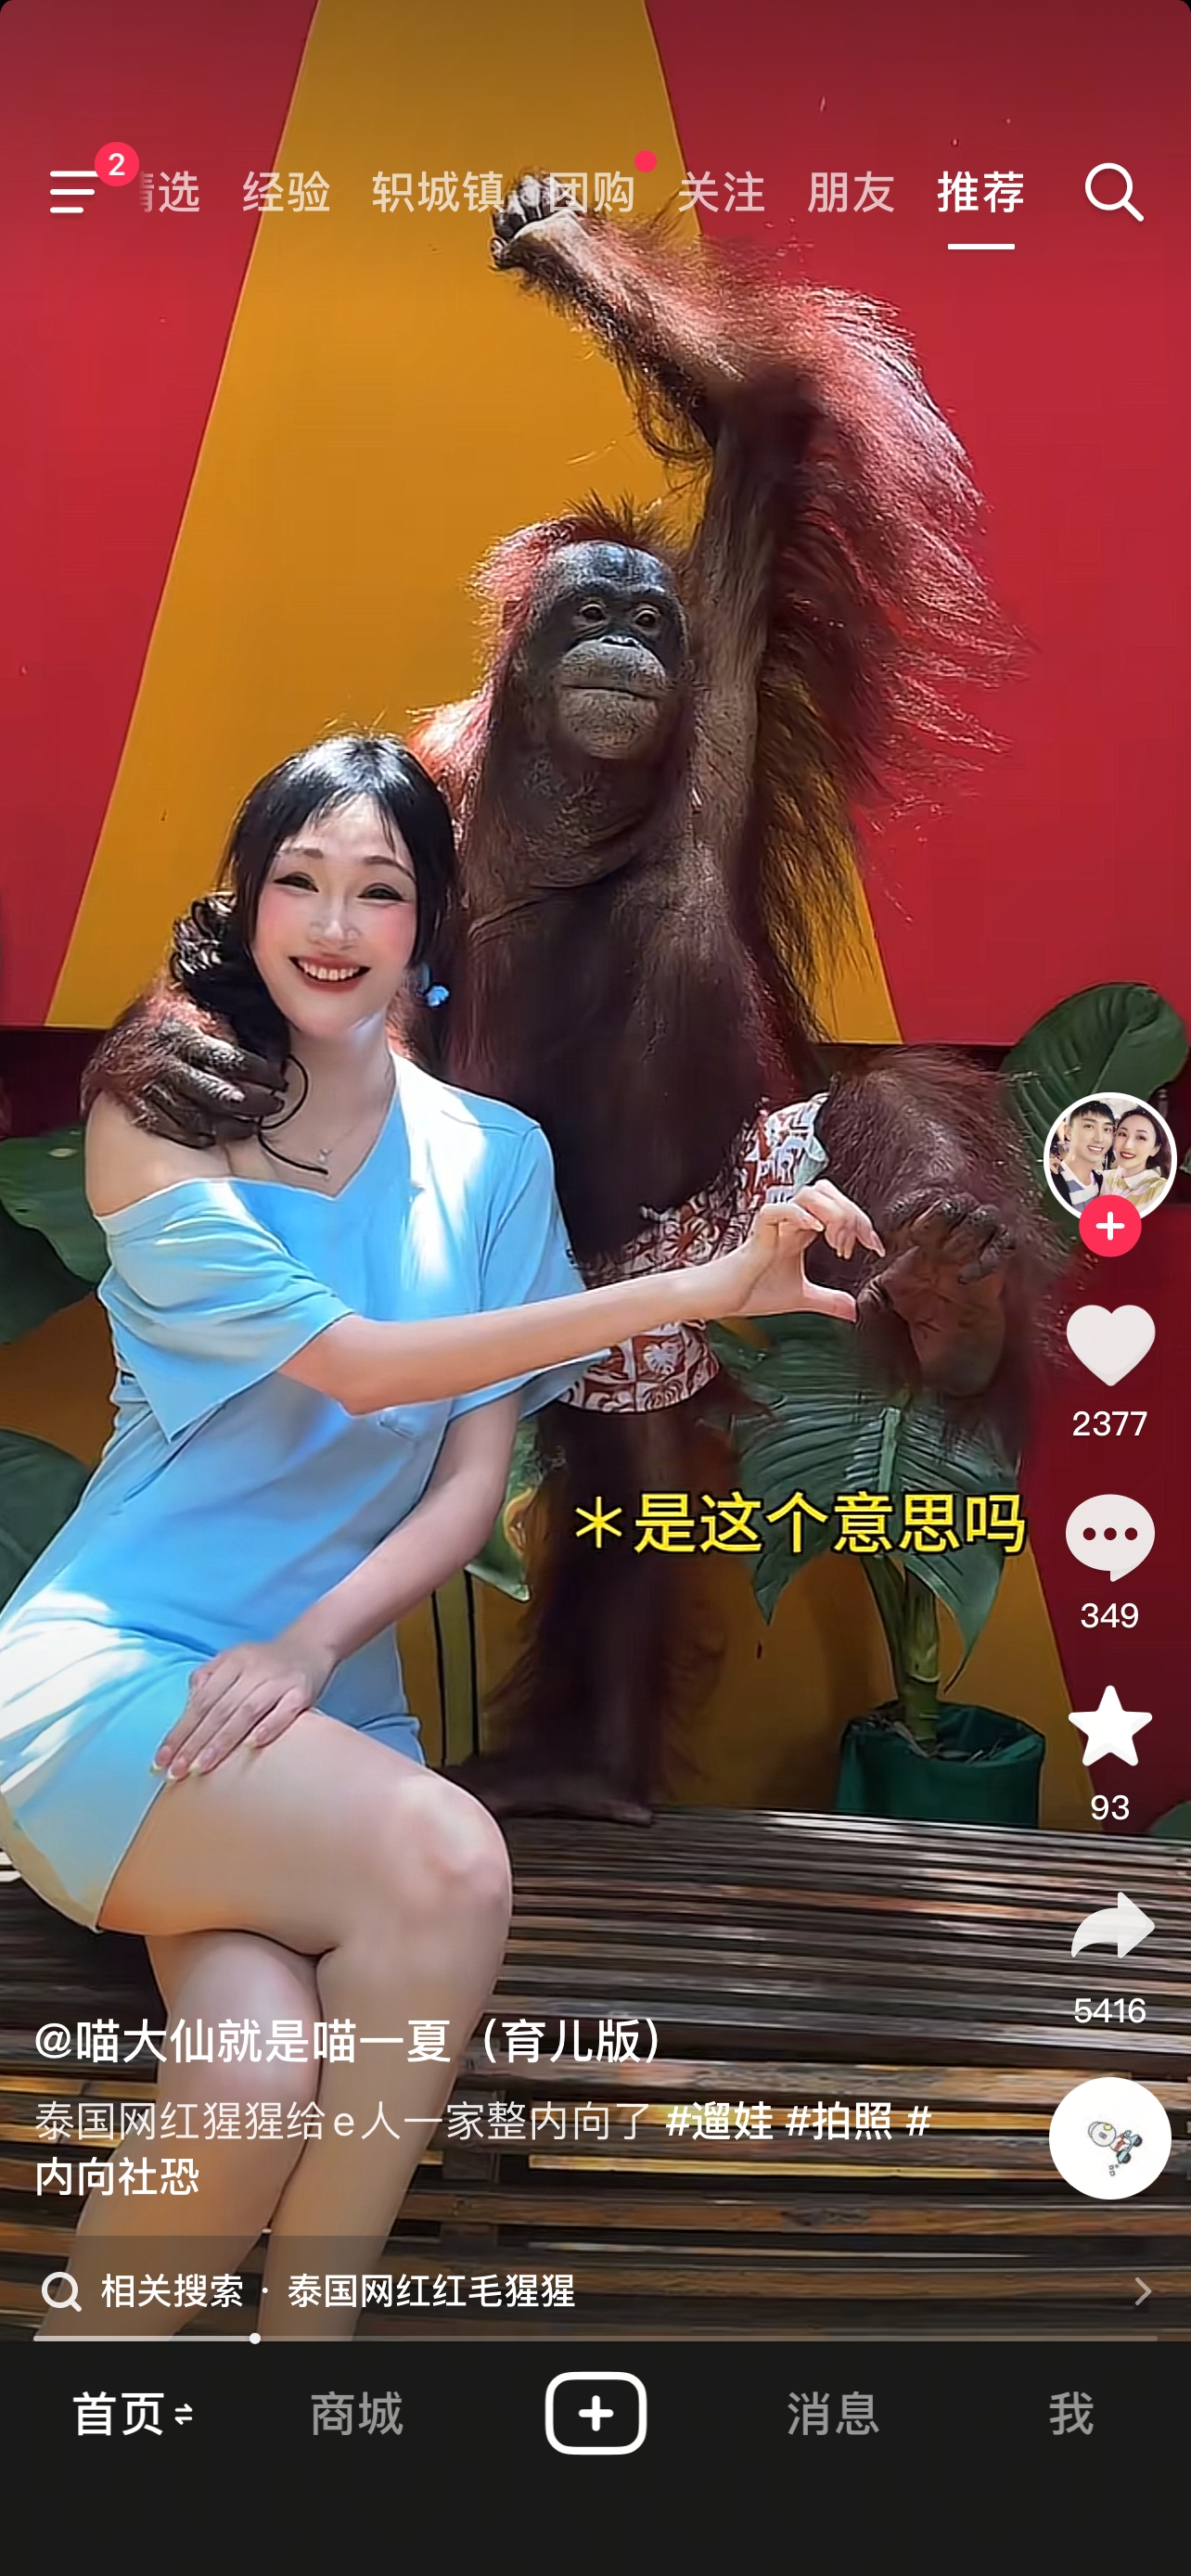 2
精选 经验 轵城镇 团购 关注 朋友 推荐
*是这个意思吗
2377
349
93
5416
@喵大仙就是喵一夏（育儿版）
泰国网红猩猩给e人一家整内向了 #遛娃 #拍照 #
内向社恐
相关搜索 · 泰国网红红毛猩猩
首页 商城 消息 我